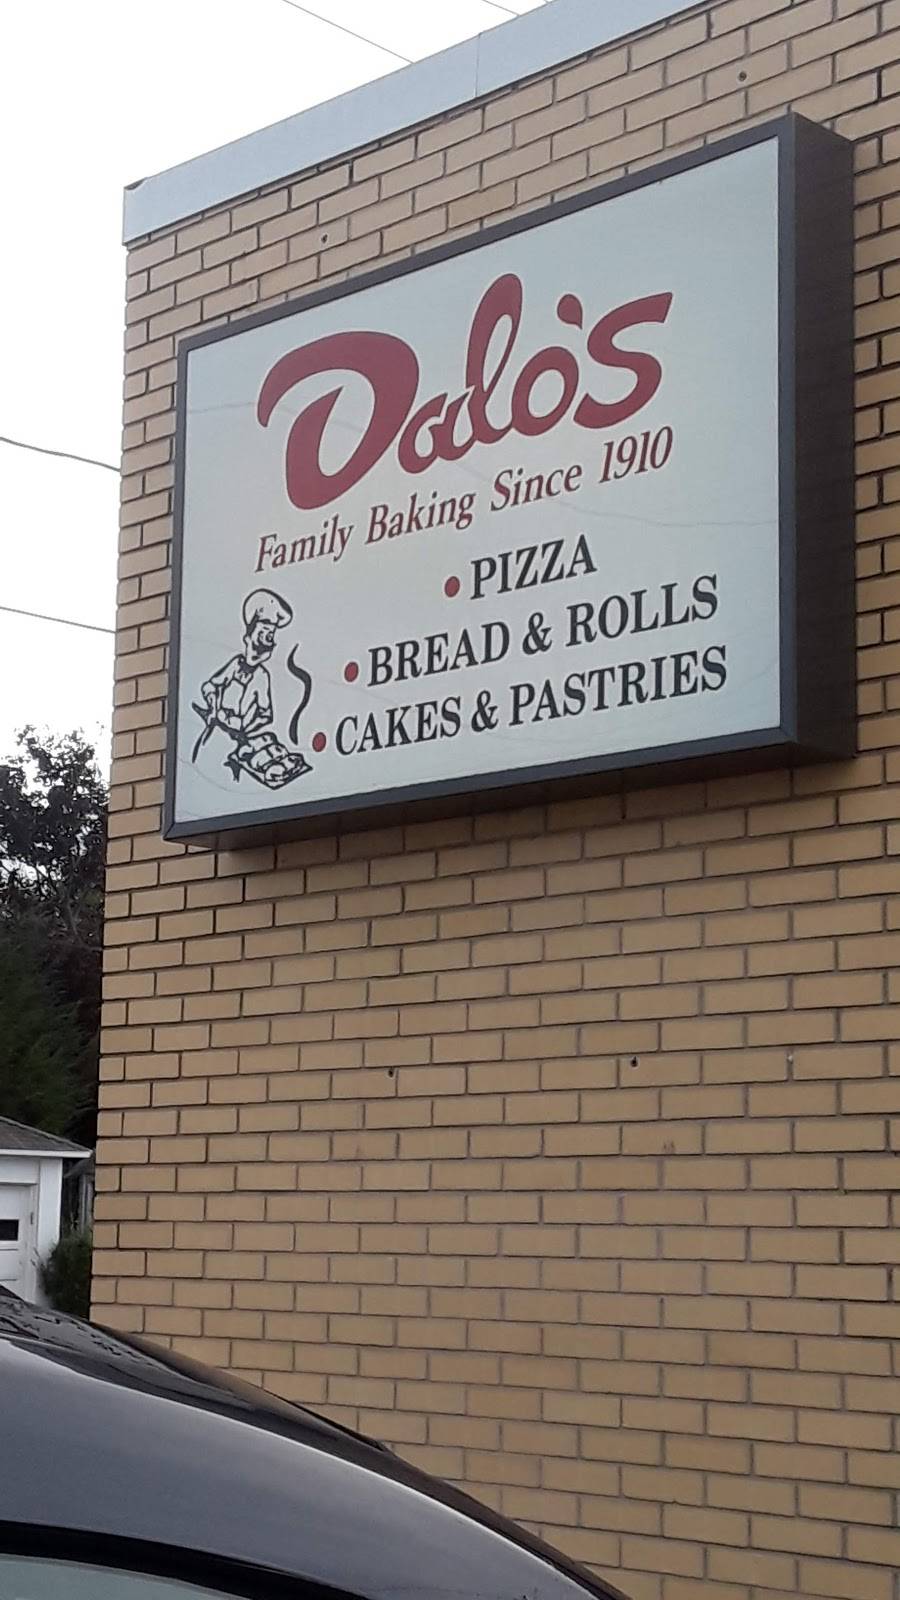 Dalo's
Family Baking Since 1910
• PIZZA
• BREAD & ROLLS
• CAKES & PASTRIES